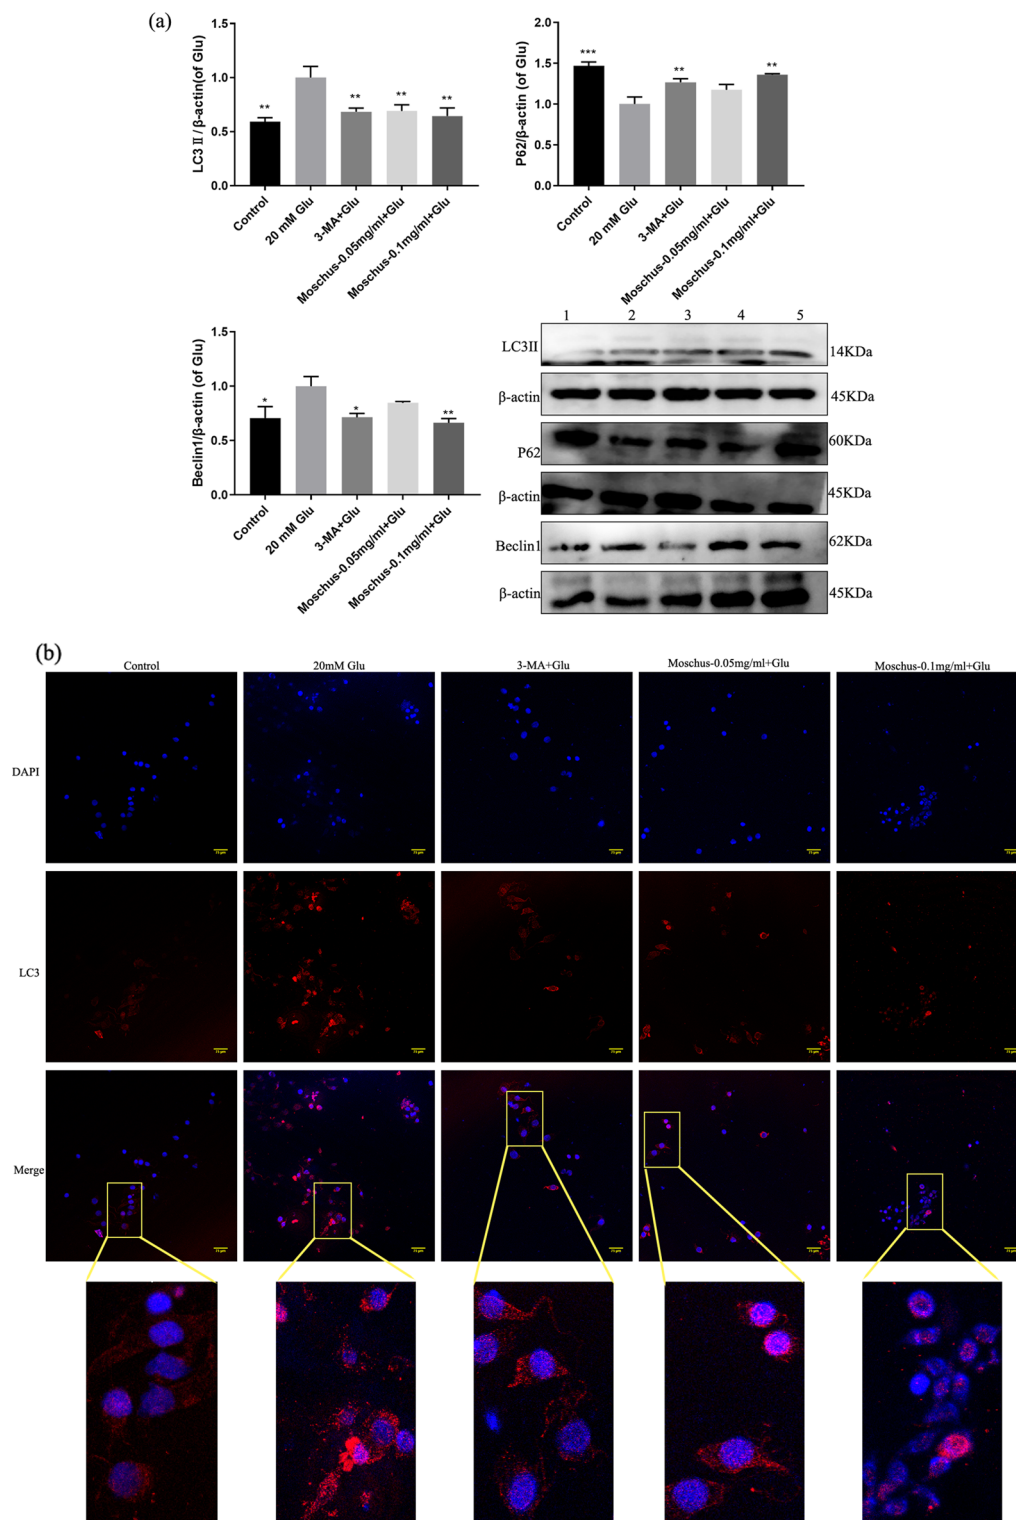 (a)
LC3 Ⅱ / β-actin(of Glu)
1.5
1.0
0.5
0.0
**
**
**
**
Control
20 mM Glu
3-MA+Glu
Moschus-0.05mg/ml+Glu
Moschus-0.1mg/ml+Glu
P62/β-actin (of Glu)
2.0
1.5
1.0
0.5
0.0
***
**
**
Control
20 mM Glu
3-MA+Glu
Moschus-0.05mg/ml+Glu
Moschus-0.1mg/ml+Glu
Beclin1/β-actin (of Glu)
1.5
1.0
0.5
0.0
*
*
**
Control
20 mM Glu
3-MA+Glu
Moschus-0.05mg/ml+Glu
Moschus-0.1mg/ml+Glu
1 2 3 4 5
LC3II 14KDa
β-actin 45KDa
P62 60KDa
β-actin 45KDa
Beclin1 62KDa
β-actin 45KDa
(b)
Control 20mM Glu 3-MA+Glu Moschus-0.05mg/ml+Glu Moschus-0.1mg/ml+Glu
DAPI
LC3
Merge